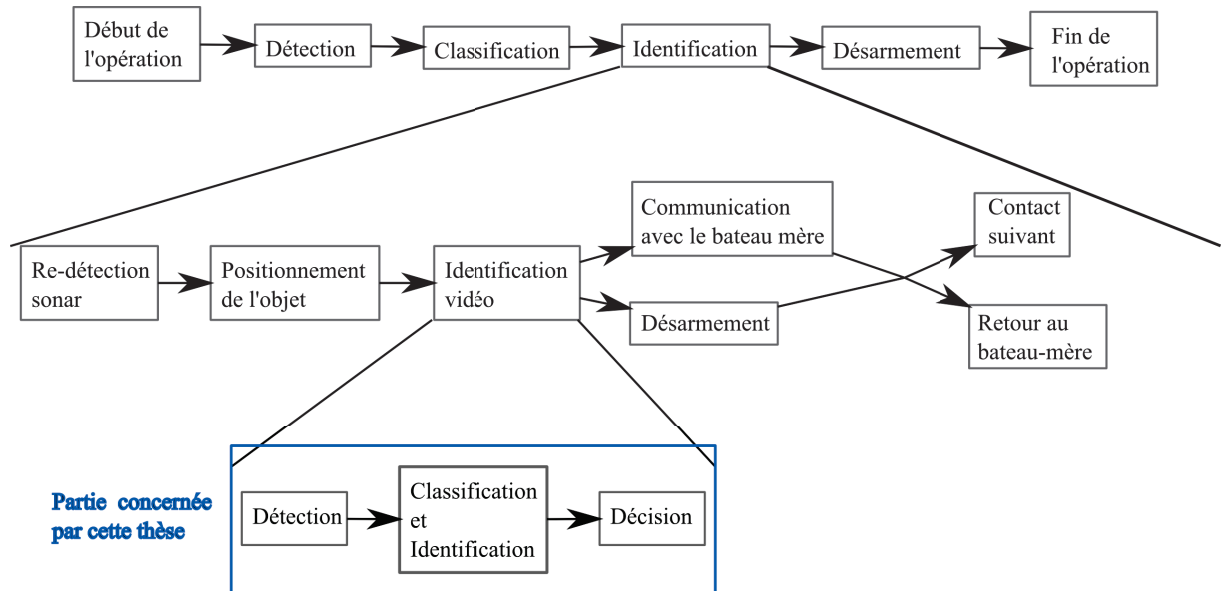 Début de
l'opération
Détection
Classification
Identification
Désarmement
Fin de
l'opération
Re-détection
sonar
Positionnement
de l'objet
Identification
vidéo
Communication
avec le bateau mère
Désarmement
Contact
suivant
Retour au
bateau-mère
Partie concernée
par cette thèse
Détection
Classification
et
Identification
Décision